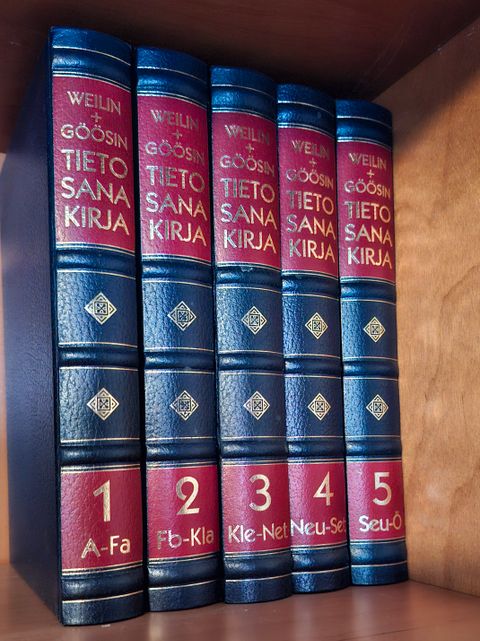 WEILIN
+
GÖÖSIN
TIETO
SANA
KIRJA
1
A-Fa
WEILIN
+
GÖÖSIN
TIETO
SANA
KIRJA
2
Fb-Kla
WEILIN
+
GÖÖSIN
TIETO
SANA
KIRJA
3
Kle-Net
WEILIN
+
GÖÖSIN
TIETO
SANA
KIRJA
4
Neu-Set
WEILIN
+
GÖÖSIN
TIETO
SANA
KIRJA
5
Seu-Ö